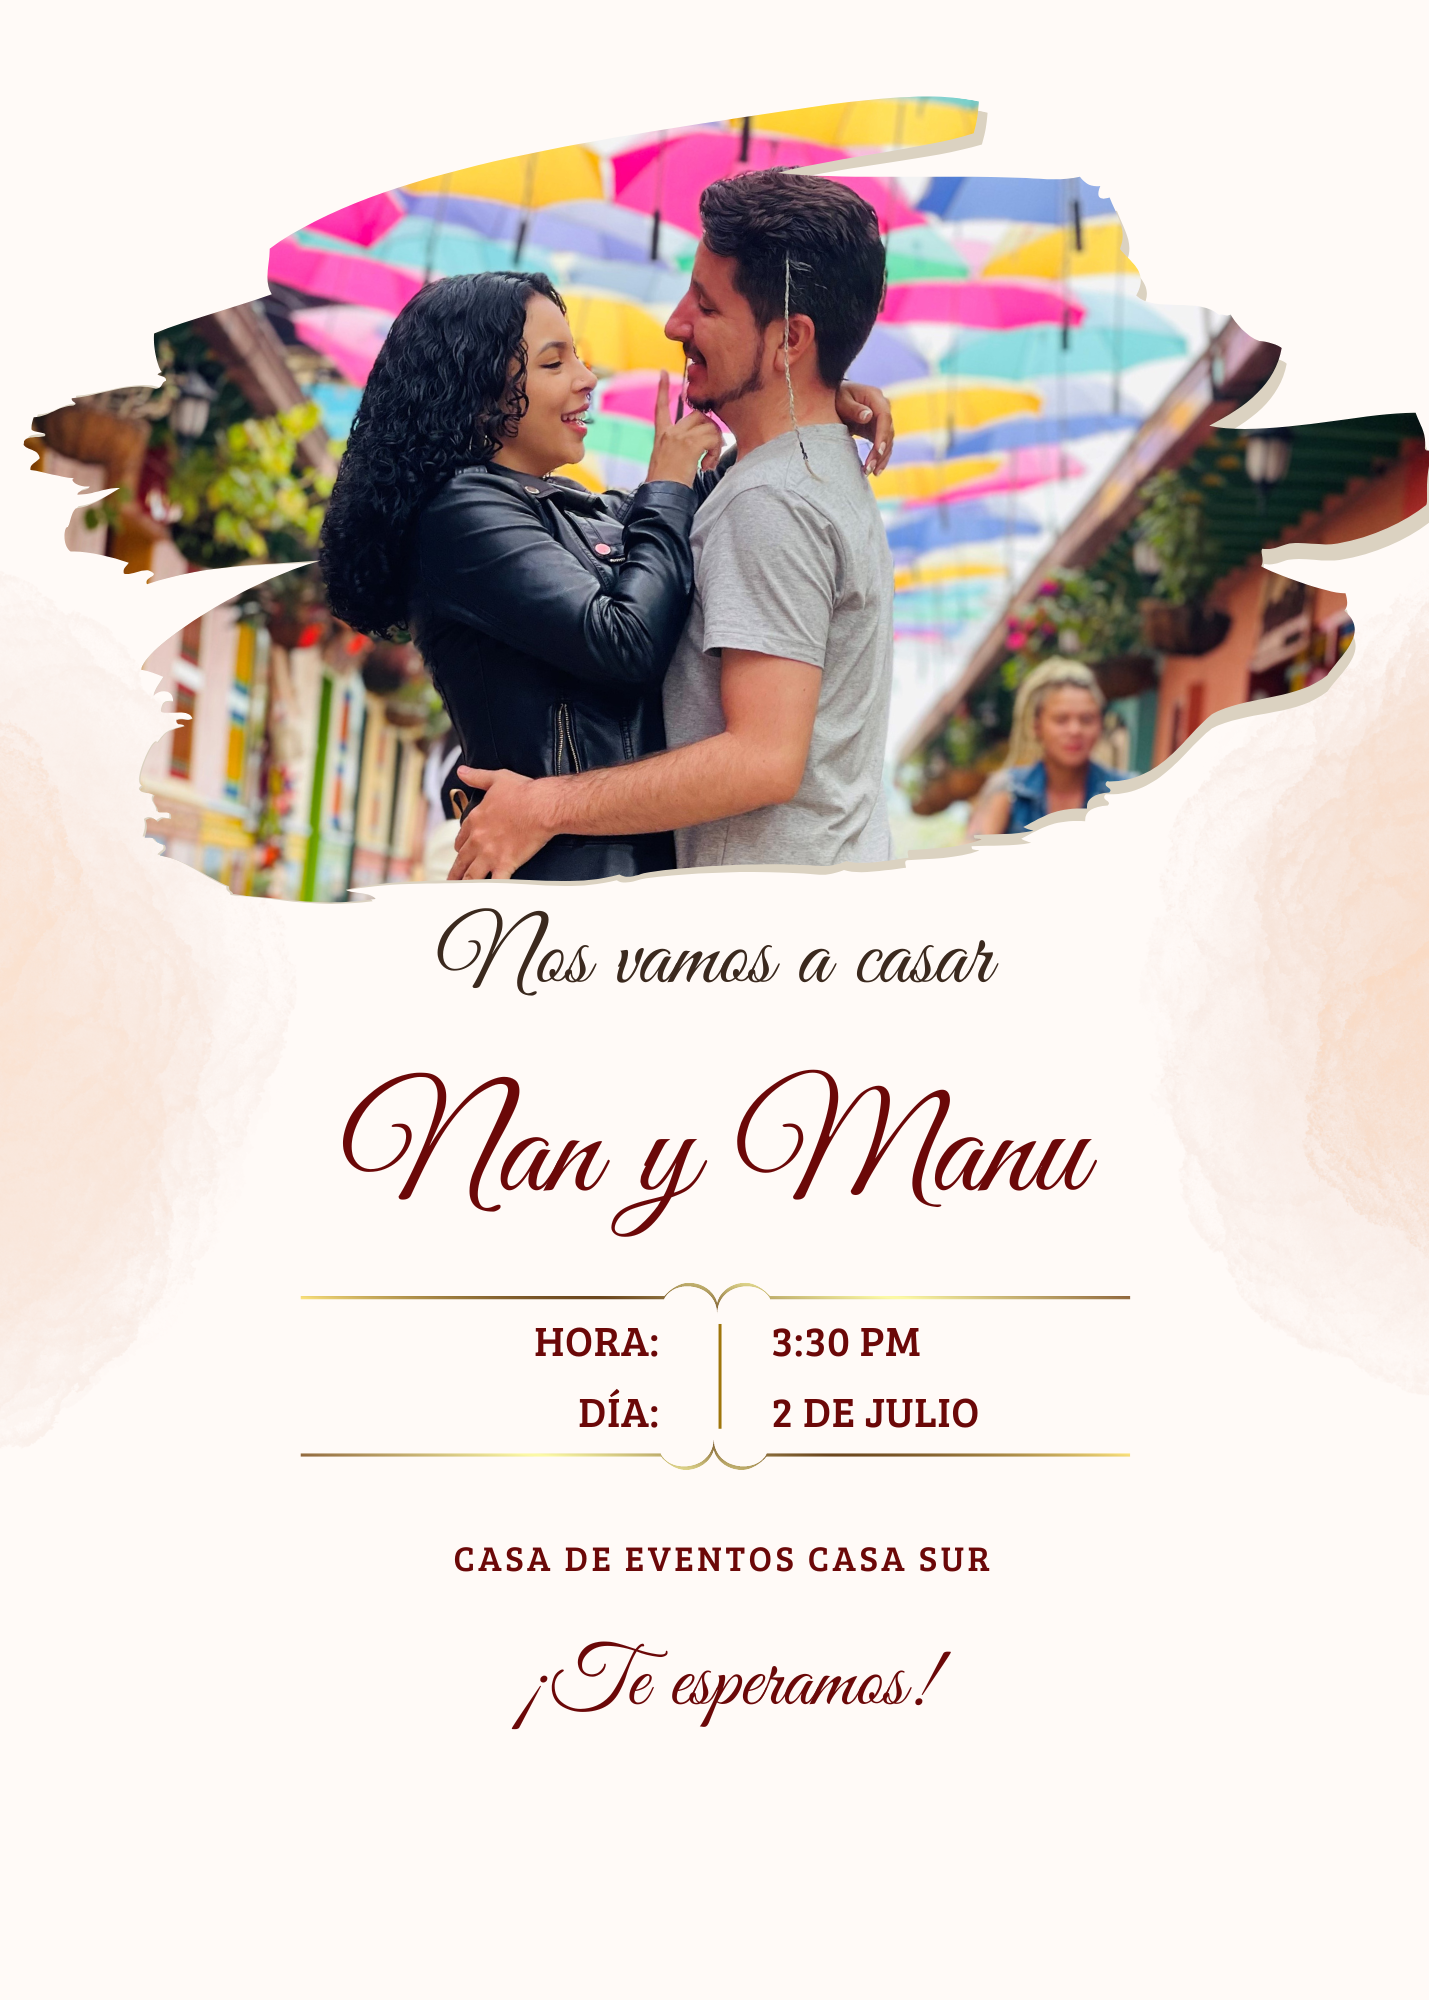 Nos vamos a casar
Nan y Manu
HORA: 3:30 PM
DÍA: 2 DE JULIO
CASA DE EVENTOS CASA SUR
¡Te esperamos!